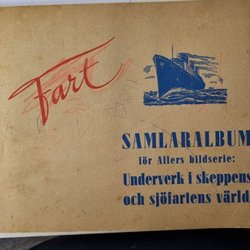 Fart
SAMLARALBUM
för Allers bildserie:
Underverk i skeppens
och sjöfartens värld